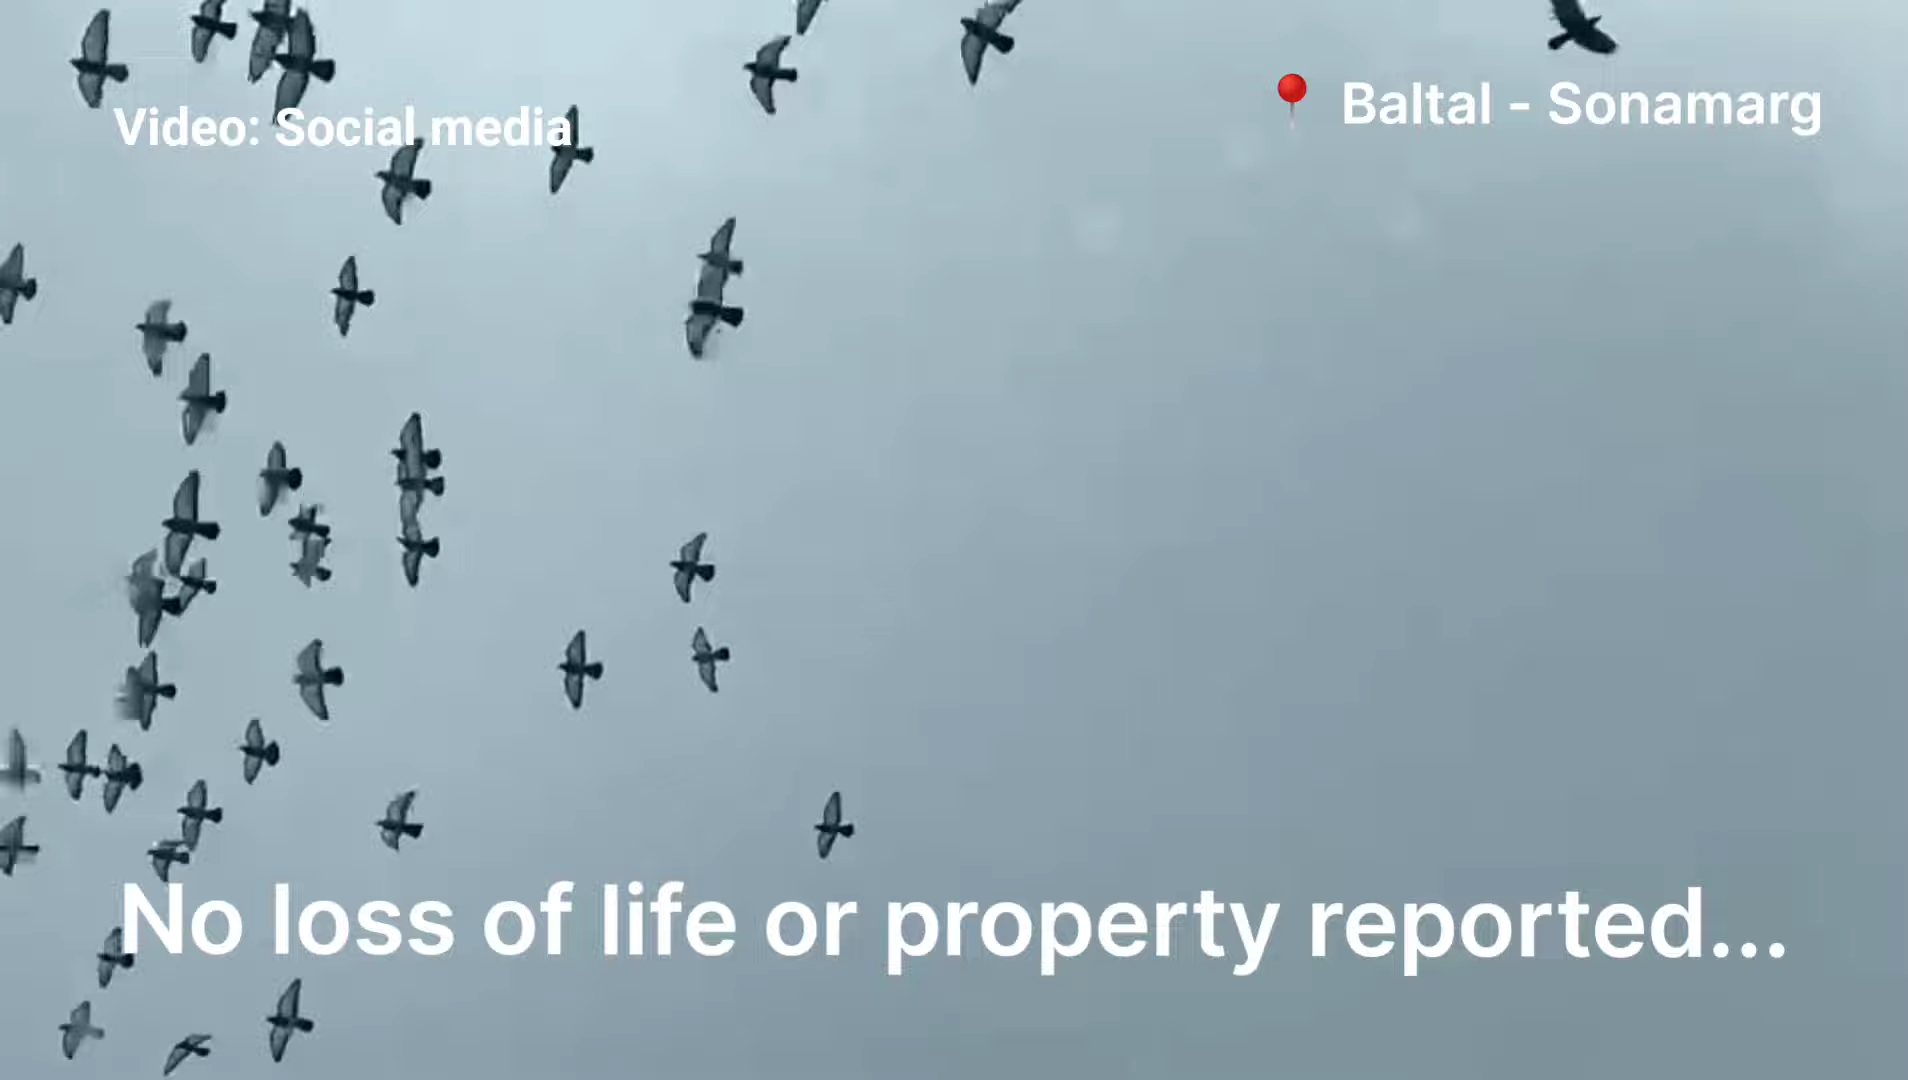 Video: Social media
📍 Baltal - Sonamarg
No loss of life or property reported...